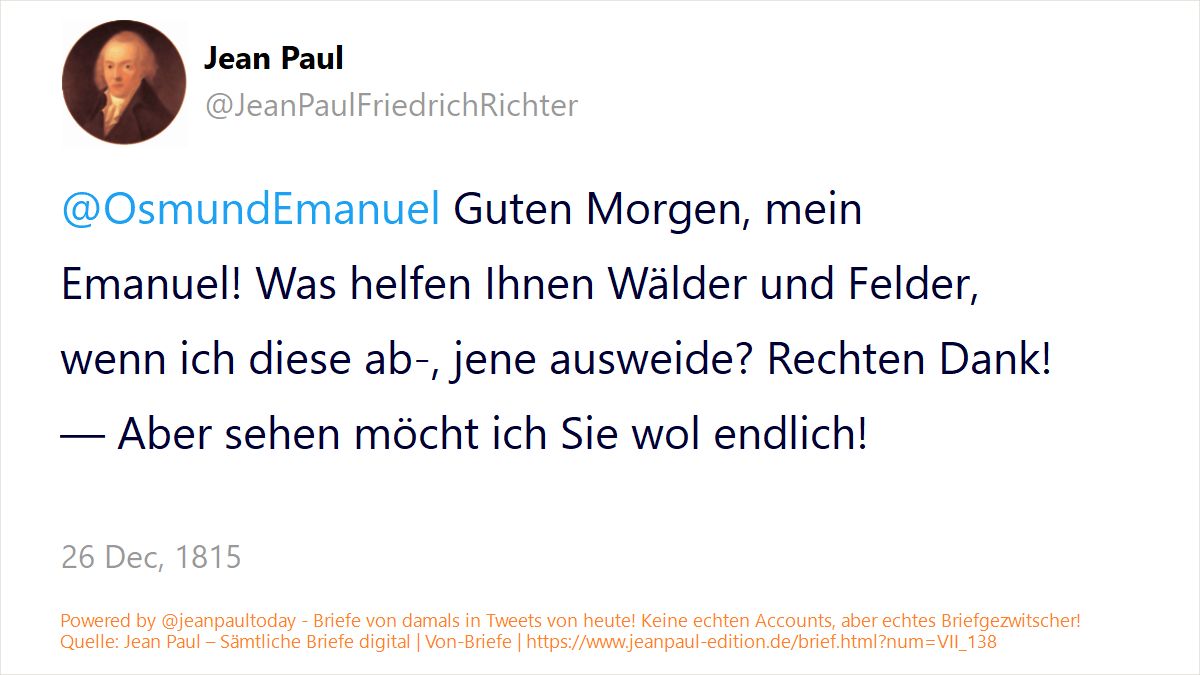 Jean Paul
@JeanPaulFriedrichRichter
@OsmundEmanuel Guten Morgen, mein
Emanuel! Was helfen Ihnen Wälder und Felder,
wenn ich diese ab-, jene ausweide? Rechten Dank!
— Aber sehen möcht ich Sie wol endlich!
26 Dec, 1815
Powered by @jeanpaultoday - Briefe von damals in Tweets von heute! Keine echten Accounts, aber echtes Briefgezwitscher!
Quelle: Jean Paul – Sämtliche Briefe digital | Von-Briefe | https://www.jeanpaul-edition.de/brief.html?num=VII_138